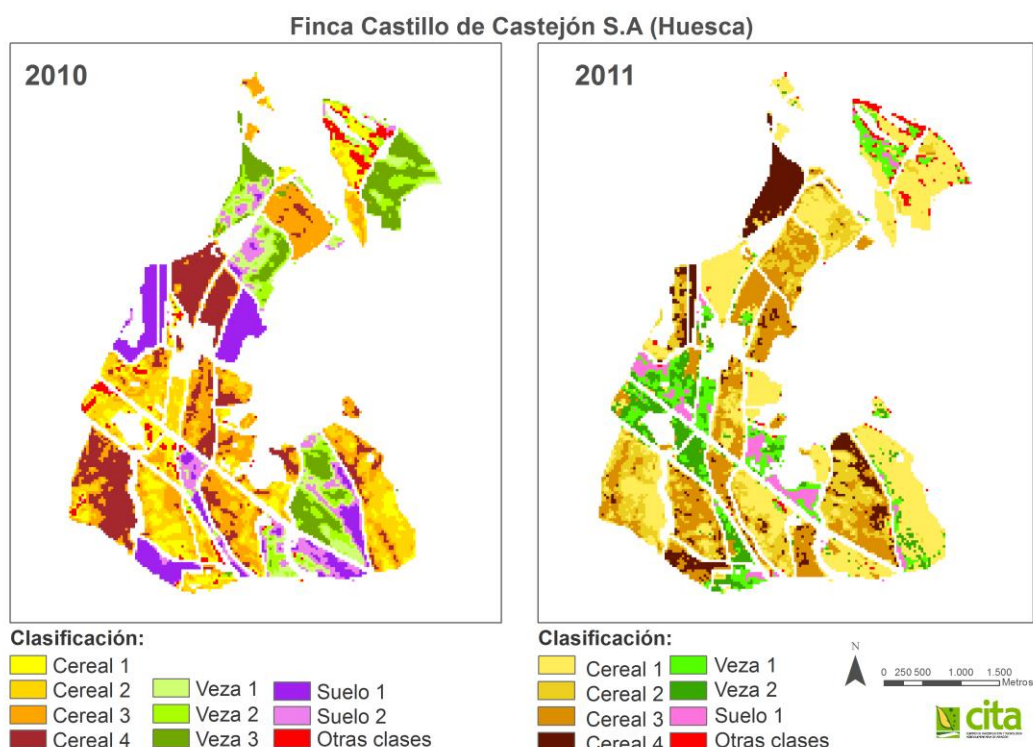 Finca Castillo de Castejón S.A (Huesca)
2010
2011
Clasificación:
Cereal 1
Cereal 2
Cereal 3
Cereal 4
Veza 1
Veza 2
Veza 3
Suelo 1
Suelo 2
Otras clases
Clasificación:
Cereal 1
Cereal 2
Cereal 3
Cereal 4
Veza 1
Veza 2
Suelo 1
Otras clases
N
0 250 500 1.000 1.500
Metros
cita